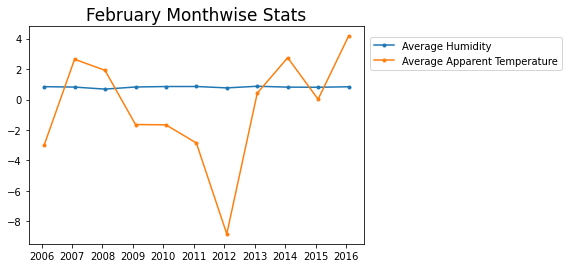 February Monthwise Stats
Average Humidity
Average Apparent Temperature
4
2
0
−2
−4
−6
−8
2006 2007 2008 2009 2010 2011 2012 2013 2014 2015 2016